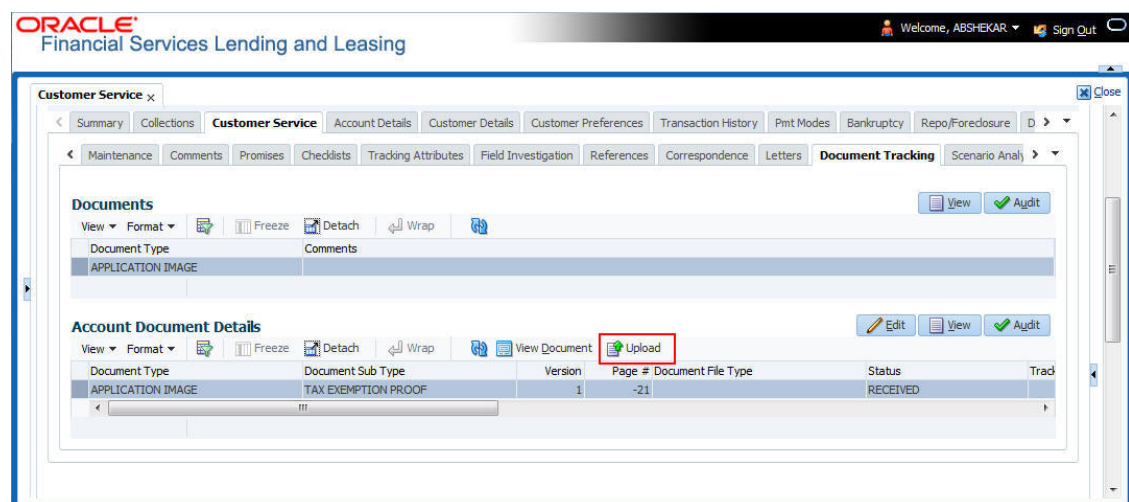 ORACLE
Financial Services Lending and Leasing
Welcome, ABSHEKAR Sign Out
Customer Service x Close
Summary Collections Customer Service Account Details Customer Details Customer Preferences Transaction History Pmt Modes Bankruptcy Repo/Foreclosure D
Maintenance Comments Promises Checklists Tracking Attributes Field Investigation References Correspondence Letters Document Tracking Scenario Analy
Documents View Audit
View Format Freeze Detach Wrap
Document Type Comments
APPLICATION IMAGE
Account Document Details Edit View Audit
View Format Freeze Detach Wrap View Document Upload
Document Type Document Sub Type Version Page # Document File Type Status Track
APPLICATION IMAGE TAX EXEMPTION PROOF 1 -21 RECEIVED